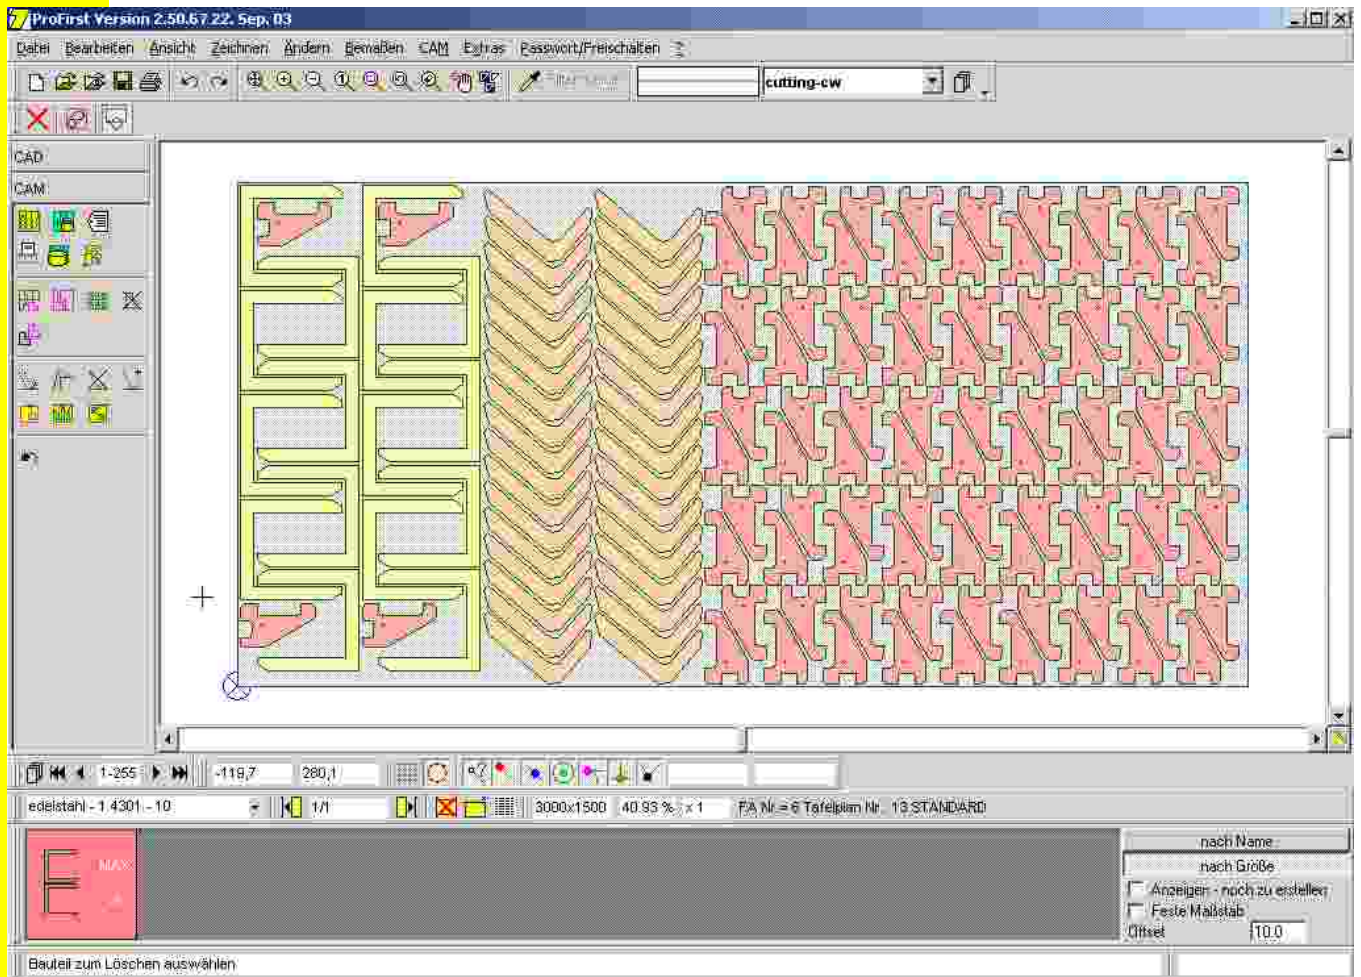 ProFirst Version 2.50.67 22. Sep. 03
Datei Bearbeiten Ansicht Zeichnen Ändern Bemaßen CAM Extras Passwort/Freischalten ?
cutting-cw
CAD
CAM
1-255 -119,7 280,1
edelstahl - 1.4301 - 10 1/1 3000x1500 40.93 % x 1 FA Nr = 6 Tafelplan Nr. 13 STANDARD
MAX
nach Name
nach Größe
Anzeigen - noch zu erstellen
Feste Maßstab
Offset 10.0
Bauteil zum Löschen auswählen